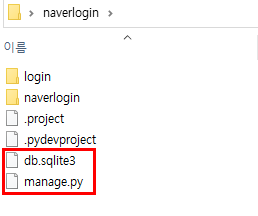 naverlogin
이름
login
naverlogin
.project
.pydevproject
db.sqlite3
manage.py